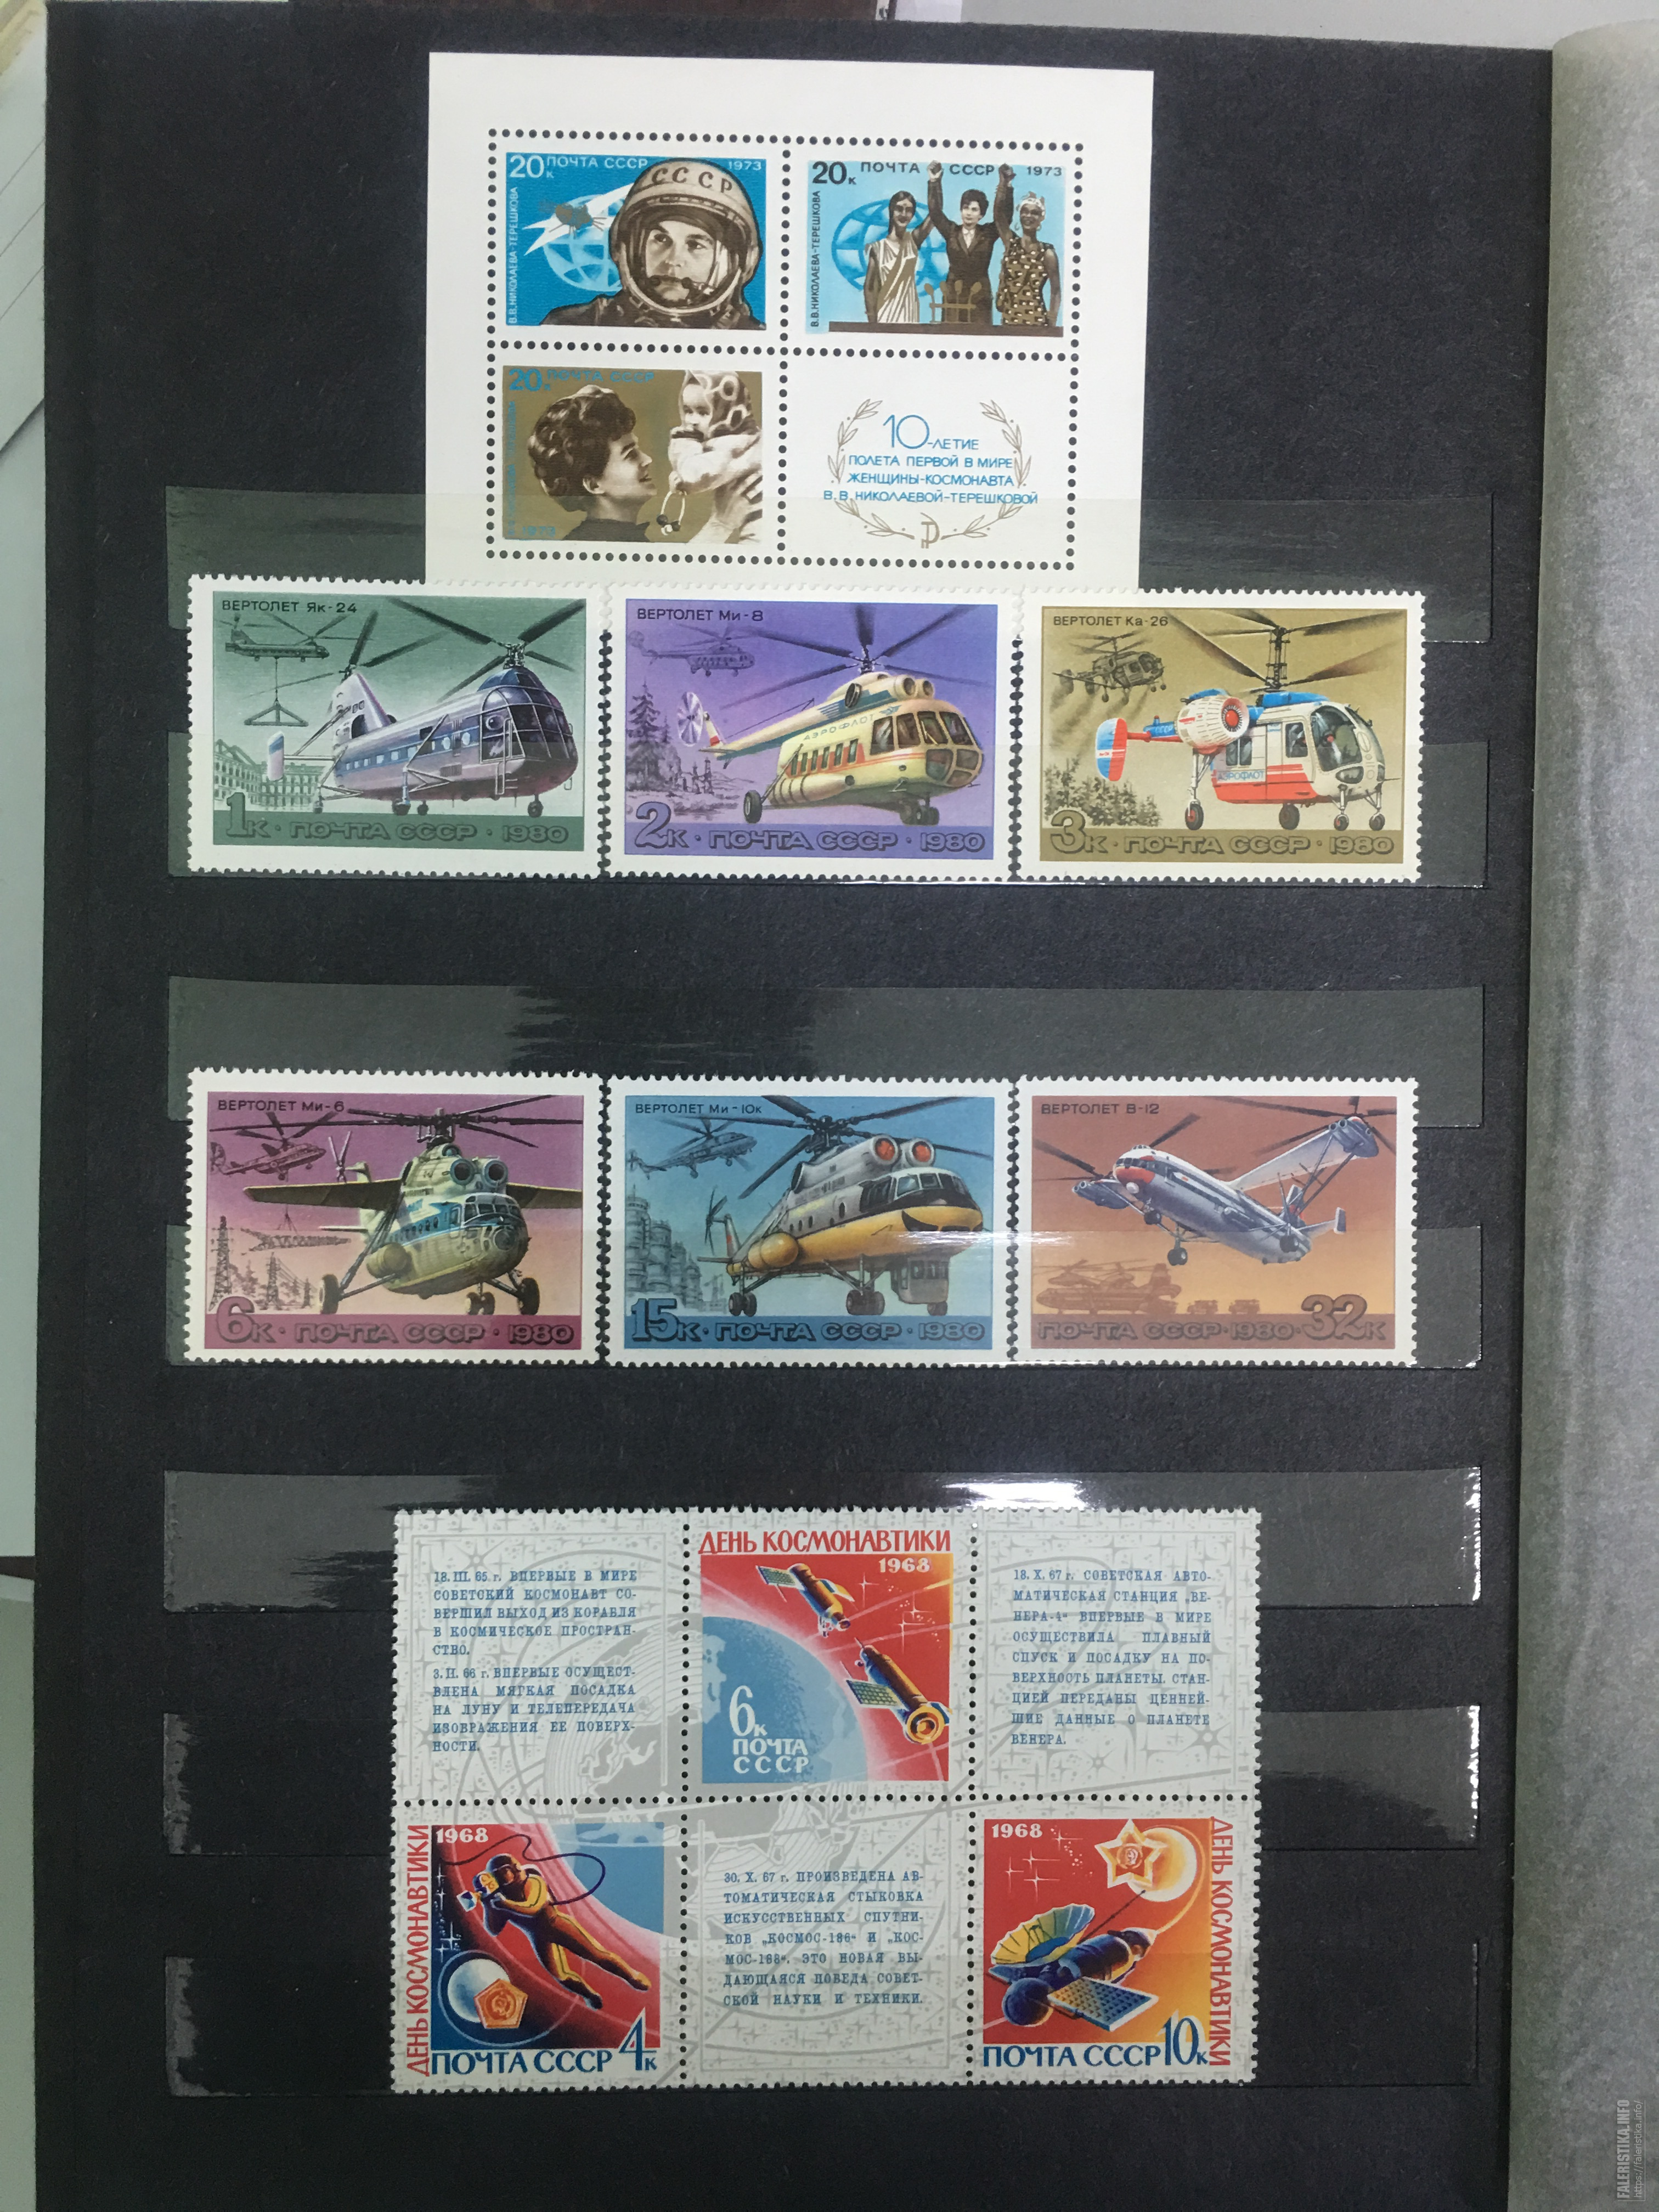 20К ПОЧТА СССР 1973
В.В.НИКОЛАЕВА-ТЕРЕШКОВА
СССР
20К ПОЧТА СССР 1973
В.В.НИКОЛАЕВА-ТЕРЕШКОВА
20К ПОЧТА СССР
1973
10-ЛЕТИЕ
ПОЛЕТА ПЕРВОЙ В МИРЕ
ЖЕНЩИНЫ-КОСМОНАВТА
В.В.НИКОЛАЕВОЙ-ТЕРЕШКОВОЙ
ВЕРТОЛЕТ Як-24
1К·ПОЧТА СССР·1980
ВЕРТОЛЕТ Ми-8
АЭРОФЛОТ
2К·ПОЧТА СССР·1980
ВЕРТОЛЕТ Ка-26
АЭРОФЛОТ
3К·ПОЧТА СССР·1980
ВЕРТОЛЕТ Ми-6
6К·ПОЧТА СССР·1980
ВЕРТОЛЕТ Ми-10к
15К·ПОЧТА СССР·1980
ВЕРТОЛЕТ В-12
ПОЧТА СССР·1980·32К
18.III.65 г. ВПЕРВЫЕ В МИРЕ
СОВЕТСКИЙ КОСМОНАВТ СО-
ВЕРШИЛ ВЫХОД ИЗ КОРАБЛЯ
В КОСМИЧЕСКОЕ ПРОСТРАН-
СТВО.
3.II.66 г. ВПЕРВЫЕ ОСУЩЕСТ-
ВЛЕНА МЯГКАЯ ПОСАДКА
НА ЛУНУ И ТЕЛЕПЕРЕДАЧА
ИЗОБРАЖЕНИЯ ЕЕ ПОВЕРХ-
НОСТИ.
ДЕНЬ КОСМОНАВТИКИ
1968
6К
ПОЧТА
СССР
18.X.67 г. СОВЕТСКАЯ АВТО-
МАТИЧЕСКАЯ СТАНЦИЯ „ВЕ-
НЕРА-4“ ВПЕРВЫЕ В МИРЕ
ОСУЩЕСТВИЛА ПЛАВНЫЙ
СПУСК И ПОСАДКУ НА ПО-
ВЕРХНОСТЬ ПЛАНЕТЫ. СТАН-
ЦИЕЙ ПЕРЕДАНЫ ЦЕННЕЙ-
ШИЕ ДАННЫЕ О ПЛАНЕТЕ
ВЕНЕРА.
ДЕНЬ КОСМОНАВТИКИ
1968
ПОЧТА СССР 4К
30.X.67 г. ПРОИЗВЕДЕНА АВ-
ТОМАТИЧЕСКАЯ СТЫКОВКА
ИСКУССТВЕННЫХ СПУТНИ-
КОВ „КОСМОС-186“ И „КОС-
МОС-188“. ЭТО НОВАЯ ВЫ-
ДАЮЩАЯСЯ ПОБЕДА СОВЕТ-
СКОЙ НАУКИ И ТЕХНИКИ.
1968
ДЕНЬ КОСМОНАВТИКИ
ПОЧТА СССР 10К
FALERISTIKA.INFO
https://faleristika.info/